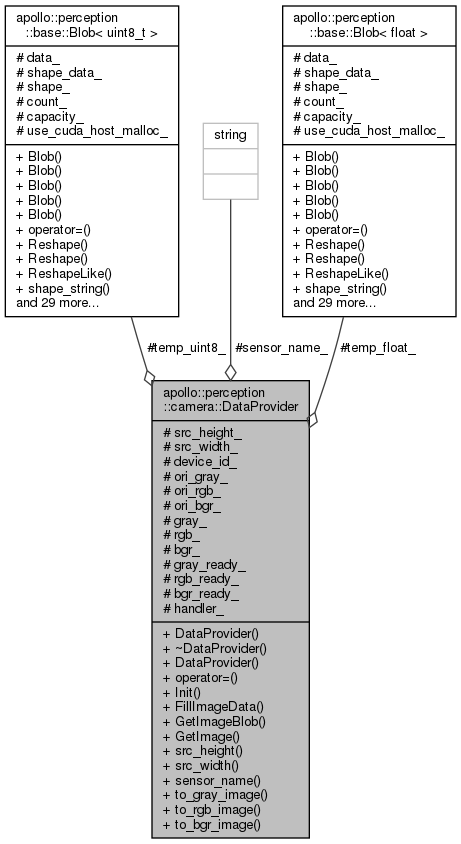 apollo::perception
::base::Blob< uint8_t >
# data_
# shape_data_
# shape_
# count_
# capacity_
# use_cuda_host_malloc_
+ Blob()
+ Blob()
+ Blob()
+ Blob()
+ Blob()
+ operator=()
+ Reshape()
+ Reshape()
+ ReshapeLike()
+ shape_string()
and 29 more...
string
apollo::perception
::base::Blob< float >
# data_
# shape_data_
# shape_
# count_
# capacity_
# use_cuda_host_malloc_
+ Blob()
+ Blob()
+ Blob()
+ Blob()
+ Blob()
+ operator=()
+ Reshape()
+ Reshape()
+ ReshapeLike()
+ shape_string()
and 29 more...
#temp_uint8_
#sensor_name_
#temp_float_
apollo::perception
::camera::DataProvider
# src_height_
# src_width_
# device_id_
# ori_gray_
# ori_rgb_
# ori_bgr_
# gray_
# rgb_
# bgr_
# gray_ready_
# rgb_ready_
# bgr_ready_
# handler_
+ DataProvider()
+ ~DataProvider()
+ DataProvider()
+ operator=()
+ Init()
+ FillImageData()
+ GetImageBlob()
+ GetImage()
+ src_height()
+ src_width()
+ sensor_name()
+ to_gray_image()
+ to_rgb_image()
+ to_bgr_image()